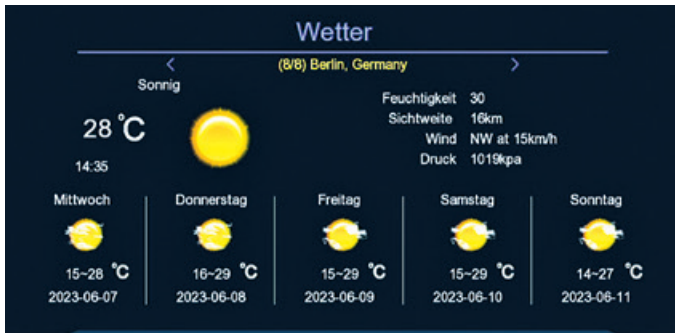 Wetter
(8/8) Berlin, Germany
Sonnig
28 °C
14:35
Feuchtigkeit 30
Sichtweite 16km
Wind NW at 15km/h
Druck 1019kpa
Mittwoch Donnerstag Freitag Samstag Sonntag
15~28 °C 16~29 °C 15~29 °C 15~29 °C 14~27 °C
2023-06-07 2023-06-08 2023-06-09 2023-06-10 2023-06-11